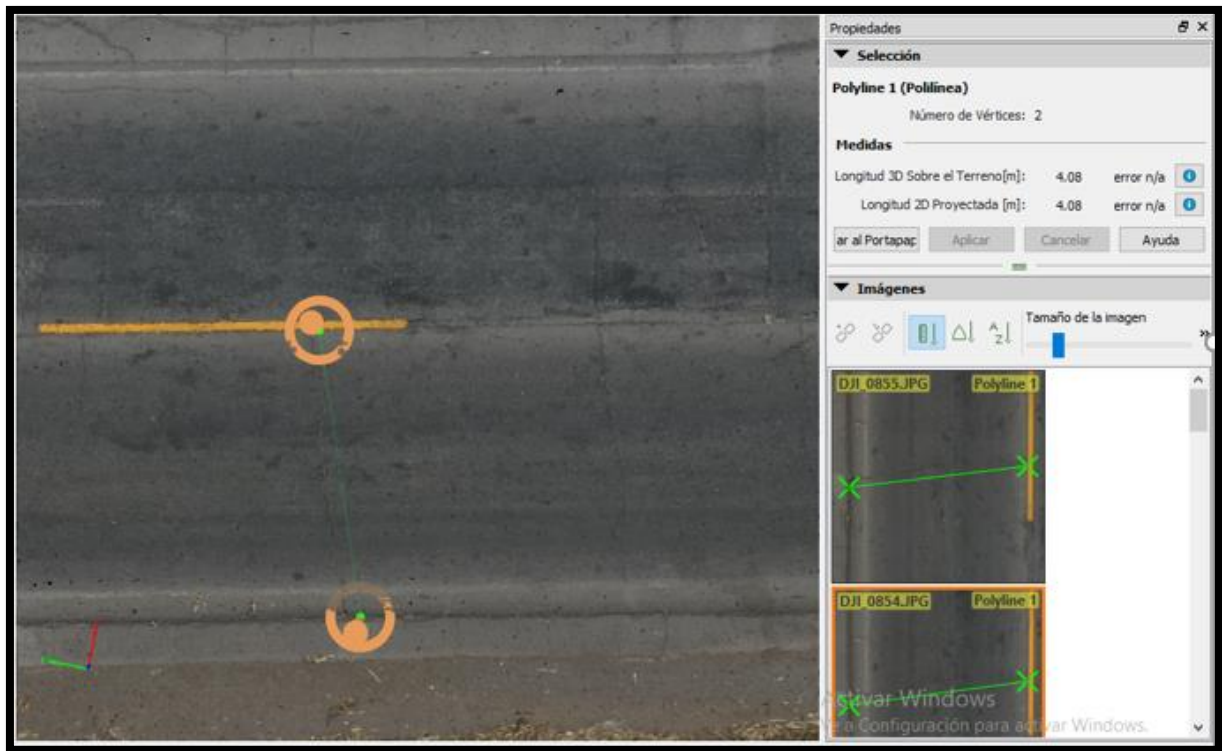 Propiedades
Selección
Polyline 1 (Polilínea)
Número de Vértices: 2
Medidas
Longitud 3D Sobre el Terreno[m]: 4.08 error n/a
Longitud 2D Proyectada [m]: 4.08 error n/a
ar al Portapap Aplicar Cancelar Ayuda
Imágenes
Tamaño de la imagen
DJI_0855.JPG Polyline 1
DJI_0854.JPG Polyline 1
Activar Windows
Ve a Configuración para activar Windows.